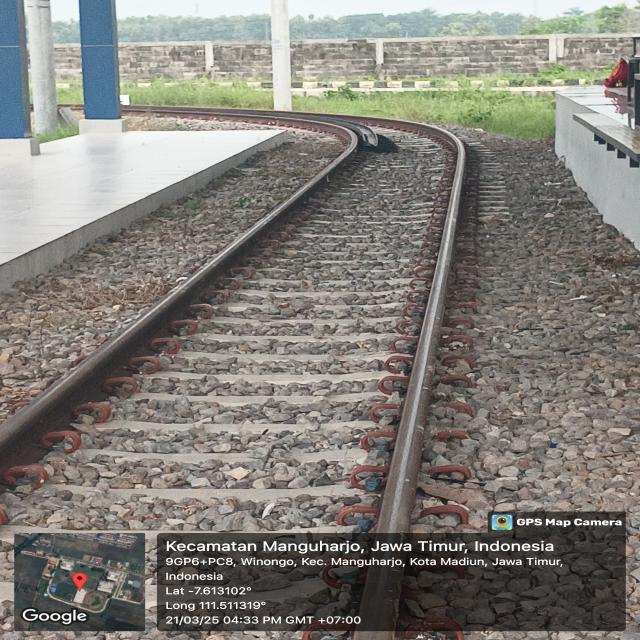 GPS Map Camera
Kecamatan Manguharjo, Jawa Timur, Indonesia
9GP6+PC8, Winongo, Kec. Manguharjo, Kota Madiun, Jawa Timur,
Indonesia
Lat -7.613102°
Long 111.511319°
21/03/25 04:33 PM GMT +07:00
Google